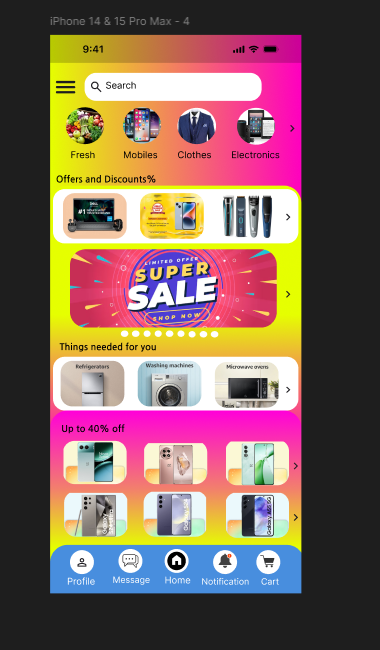 iPhone 14 & 15 Pro Max - 4
9:41
Search
Fresh
Mobiles
Clothes
Electronics
Offers and Discounts%
#1
LIMITED OFFER
SUPER
SALE
SHOP NOW
Things needed for you
Refrigerators
Washing machines
Microwave ovens
Up to 40% off
Profile
Message
Home
Notification
Cart